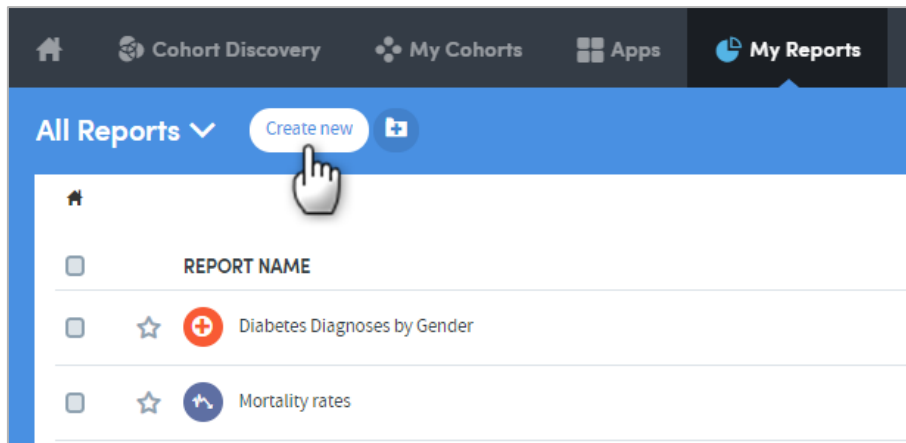 Cohort Discovery My Cohorts Apps My Reports
All Reports Create new
REPORT NAME
Diabetes Diagnoses by Gender
Mortality rates